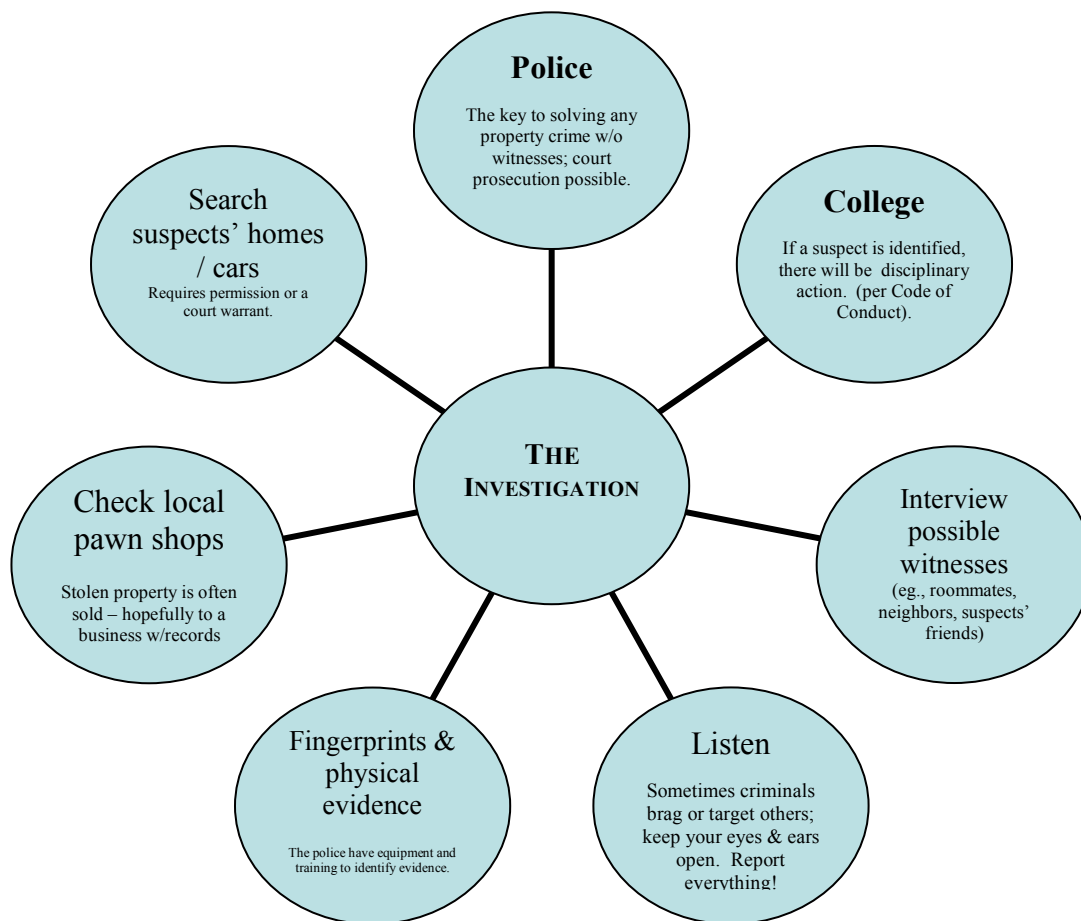 Police
The key to solving any
property crime w/o
witnesses; court
prosecution possible.
College
If a suspect is identified,
there will be disciplinary
action. (per Code of
Conduct).
Interview
possible
witnesses
(eg., roommates,
neighbors, suspects'
friends)
Listen
Sometimes criminals
brag or target others;
keep your eyes & ears
open. Report
everything!
Fingerprints &
physical
evidence
The police have equipment and
training to identify evidence.
Check local
pawn shops
Stolen property is often
sold – hopefully to a
business w/records
Search
suspects' homes
/ cars
Requires permission or a
court warrant.
THE
INVESTIGATION